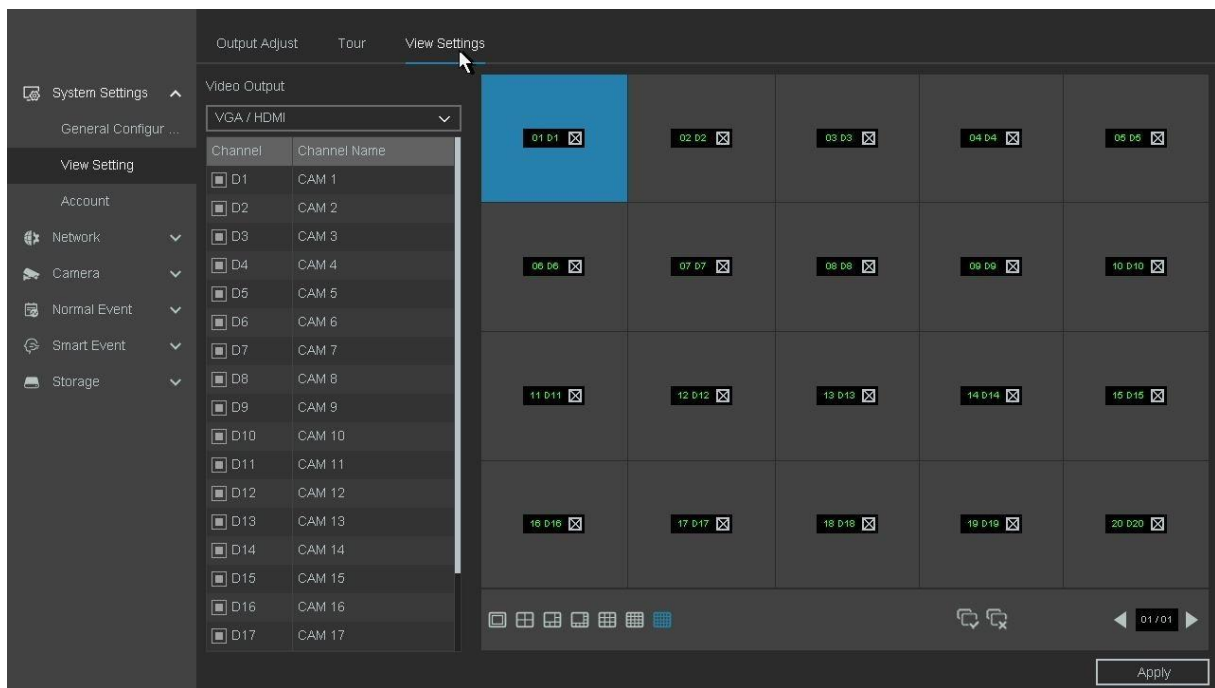 Output Adjust Tour View Settings
System Settings
General Configur ...
View Setting
Account
Network
Camera
Normal Event
Smart Event
Storage
Video Output
VGA / HDMI
Channel Channel Name
D1 CAM 1
D2 CAM 2
D3 CAM 3
D4 CAM 4
D5 CAM 5
D6 CAM 6
D7 CAM 7
D8 CAM 8
D9 CAM 9
D10 CAM 10
D11 CAM 11
D12 CAM 12
D13 CAM 13
D14 CAM 14
D15 CAM 15
D16 CAM 16
D17 CAM 17
01 D1 02 D2 03 D3 04 D4 05 D5
06 D6 07 D7 08 D8 09 D9 10 D10
11 D11 12 D12 13 D13 14 D14 15 D15
16 D16 17 D17 18 D18 19 D19 20 D20
01/01
Apply